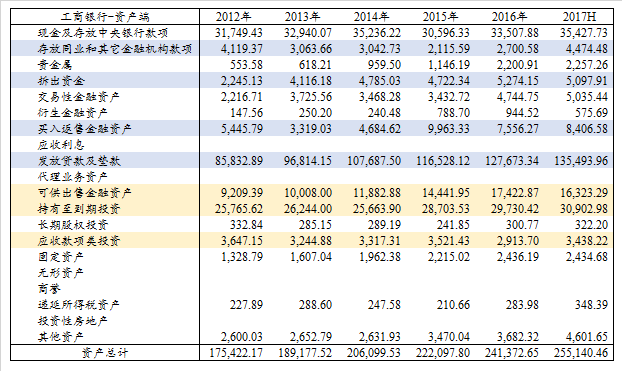 工商银行-资产端 2012年 2013年 2014年 2015年 2016年 2017H
现金及存放中央银行款项 31,749.43 32,940.07 35,236.22 30,596.33 33,507.88 35,427.73
存放同业和其它金融机构款项 4,119.37 3,063.66 3,042.73 2,115.59 2,700.58 4,474.48
贵金属 553.58 618.21 959.50 1,146.19 2,200.91 2,257.26
拆出资金 2,245.13 4,116.18 4,785.03 4,722.34 5,274.15 5,097.91
交易性金融资产 2,216.71 3,725.56 3,468.28 3,432.72 4,744.75 5,035.44
衍生金融资产 147.56 250.20 240.48 788.70 944.52 575.69
买入返售金融资产 5,445.79 3,319.03 4,684.62 9,963.33 7,556.27 8,406.58
应收利息
发放贷款及垫款 85,832.89 96,814.15 107,687.50 116,528.12 127,673.34 135,493.96
代理业务资产
可供出售金融资产 9,209.39 10,008.00 11,882.88 14,441.95 17,422.87 16,323.29
持有至到期投资 25,765.62 26,244.00 25,663.90 28,703.53 29,730.42 30,902.98
长期股权投资 332.84 285.15 289.19 241.85 300.77 322.20
应收款项类投资 3,647.15 3,244.88 3,317.31 3,521.43 2,913.70 3,438.22
固定资产 1,328.79 1,607.04 1,962.38 2,215.02 2,436.19 2,434.68
无形资产
商誉
递延所得税资产 227.89 288.60 247.58 210.66 283.98 348.39
投资性房地产
其他资产 2,600.03 2,652.79 2,631.93 3,470.04 3,682.32 4,601.65
资产总计 175,422.17 189,177.52 206,099.53 222,097.80 241,372.65 255,140.46